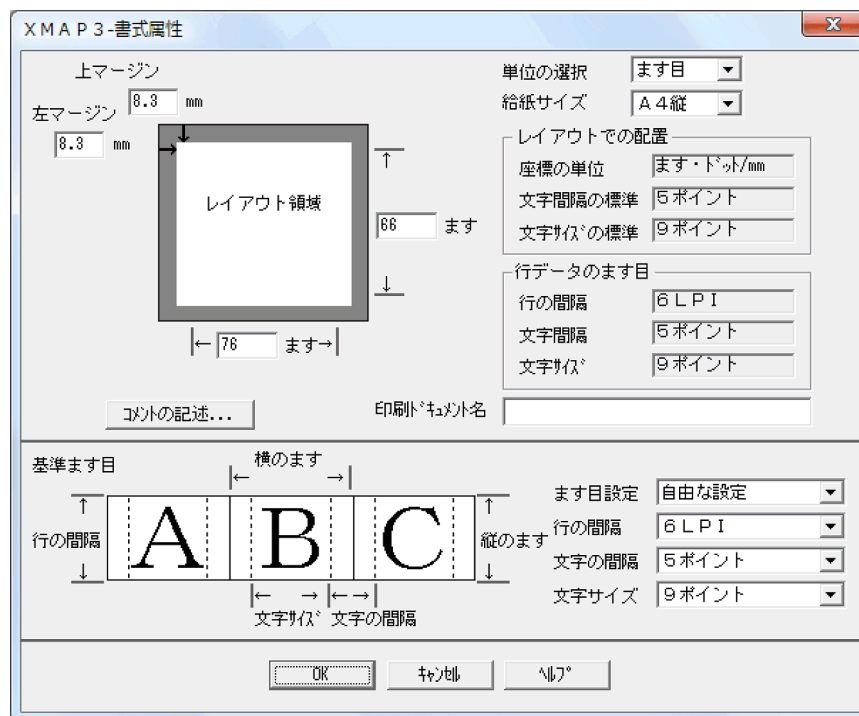 ＸＭＡＰ３-書式属性
上マージン
8.3 mm
左マージン
8.3 mm
レイアウト領域
↑
66 ます
↓
|← 76 ます→|
ｺﾒﾝﾄの記述...
単位の選択 ます目
給紙サイズ Ａ４縦
レイアウトでの配置
座標の単位 ます・ﾄﾞｯﾄ/mm
文字間隔の標準 ５ポイント
文字ｻｲｽﾞの標準 ９ポイント
行データのます目
行の間隔 ６ＬＰＩ
文字間隔 ５ポイント
文字ｻｲｽﾞ ９ポイント
印刷ﾄﾞｷｭﾒﾝﾄ名
基準ます目
横のます
行の間隔
A B C
縦のます
文字ｻｲｽﾞ 文字の間隔
ます目設定 自由な設定
行の間隔 ６ＬＰＩ
文字の間隔 ５ポイント
文字サイズ ９ポイント
OK ｷｬﾝｾﾙ ﾍﾙﾌﾟ